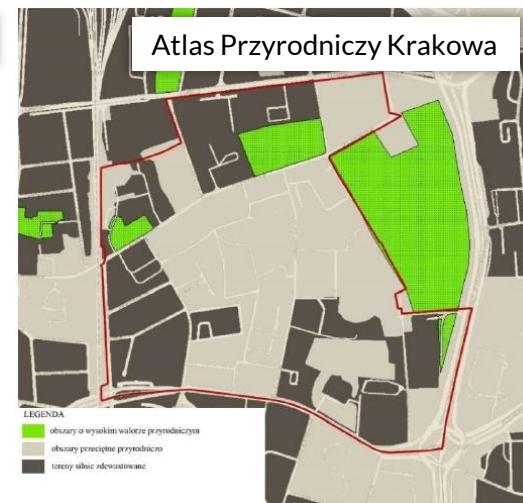 Atlas Przyrodniczy Krakowa
LEGENDA
obszary o wysokim walorze przyrodniczym
obszary przeciętne przyrodniczo
tereny silnie zdewastowane